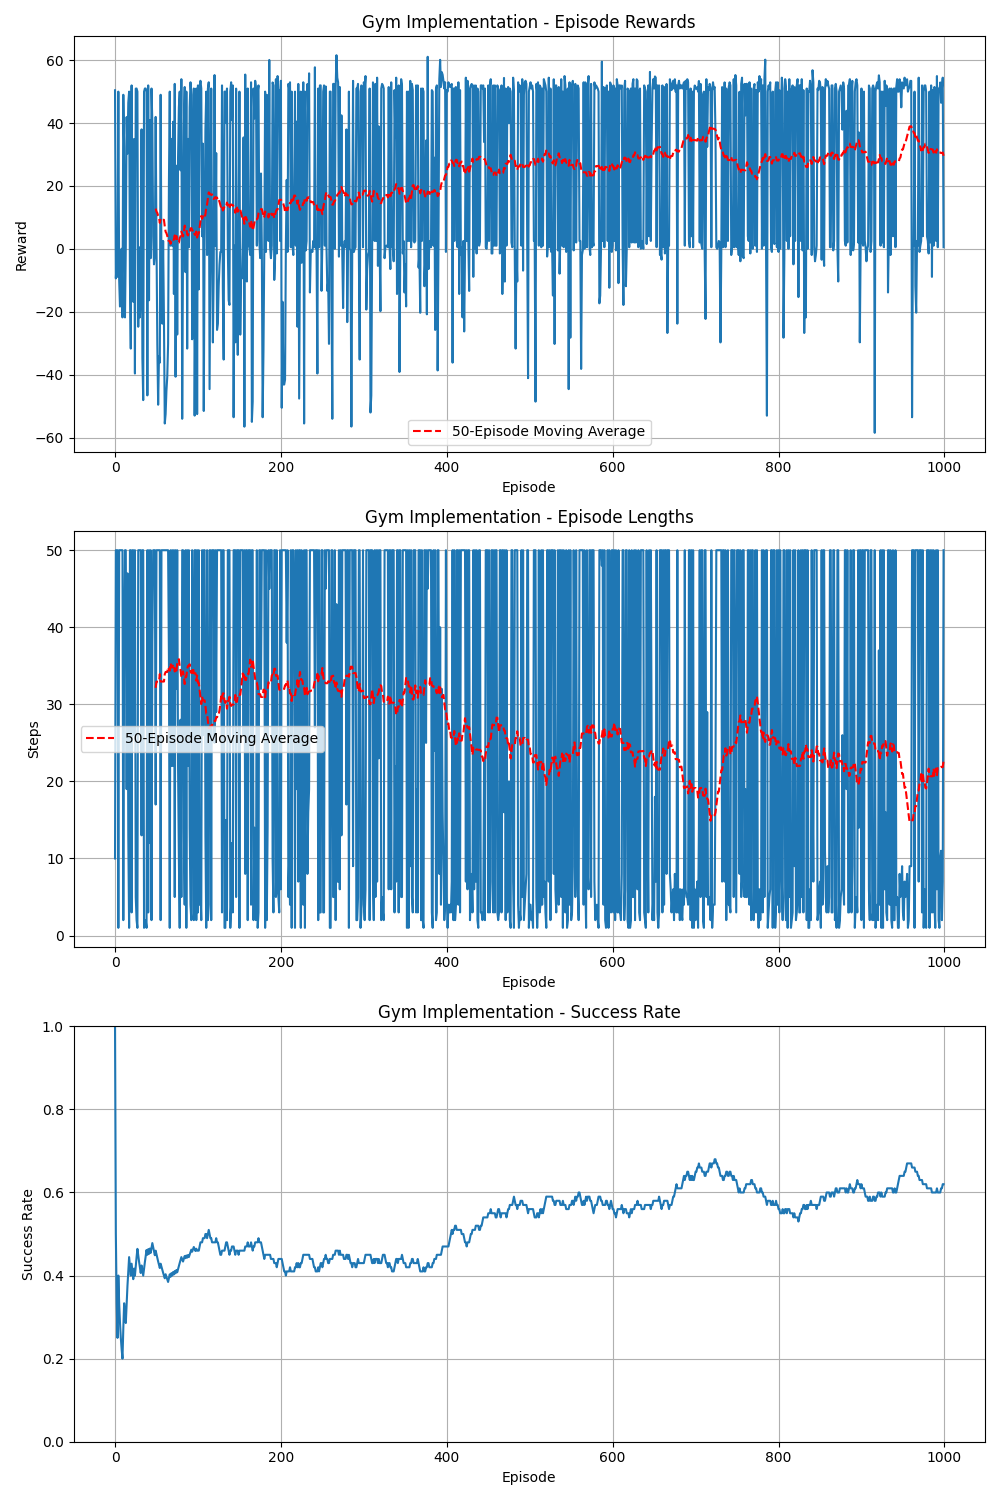 Gym Implementation - Episode Rewards
60
40
20
0
−20
−40
−60
Reward
50-Episode Moving Average
0 200 400 600 800 1000
Episode
Gym Implementation - Episode Lengths
50
40
30
20
10
0
Steps
50-Episode Moving Average
0 200 400 600 800 1000
Episode
Gym Implementation - Success Rate
1.0
0.8
0.6
0.4
0.2
0.0
Success Rate
0 200 400 600 800 1000
Episode